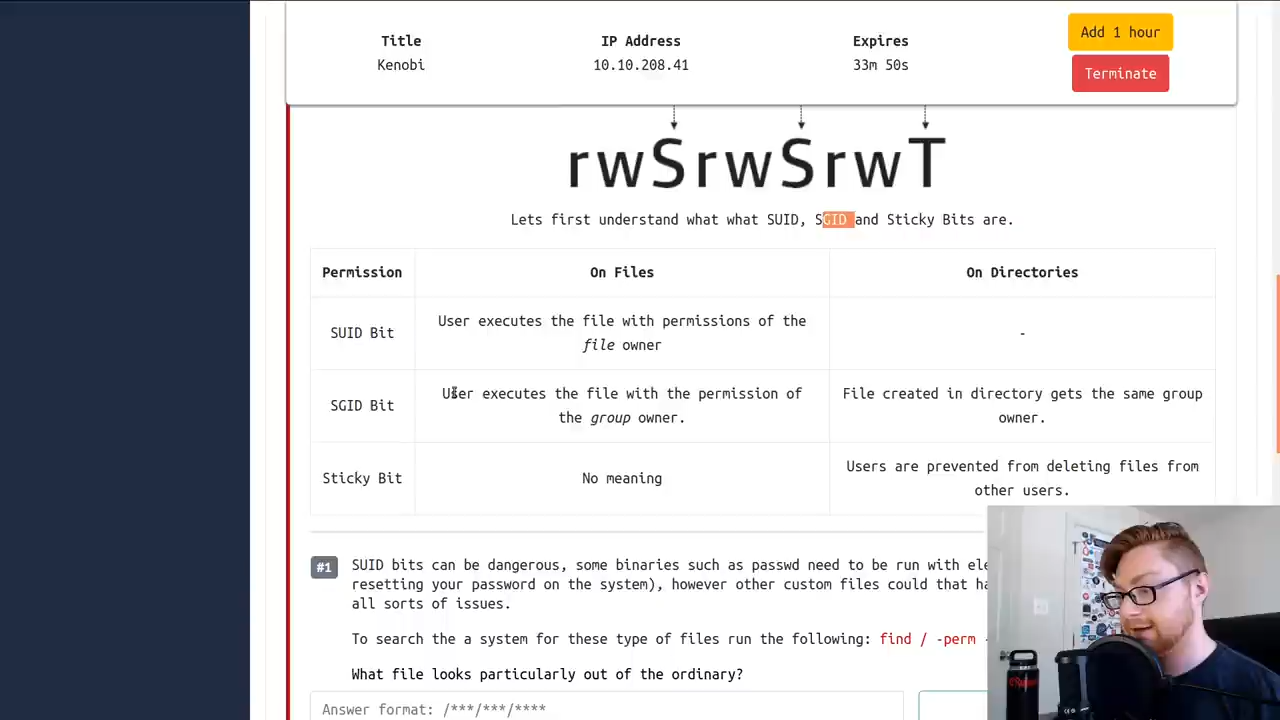 Title
IP Address
Expires
Add 1 hour
Kenobi
10.10.208.41
33m 50s
Terminate
rwSrwSrwT
Lets first understand what what SUID, SGID and Sticky Bits are.
Permission
On Files
On Directories
SUID Bit
User executes the file with permissions of the
file owner
-
SGID Bit
User executes the file with the permission of
the group owner.
File created in directory gets the same group
owner.
Sticky Bit
No meaning
Users are prevented from deleting files from
other users.
#1
SUID bits can be dangerous, some binaries such as passwd need to be run with ele
resetting your password on the system), however other custom files could that ha
all sorts of issues.
To search the a system for these type of files run the following: find / -perm -
What file looks particularly out of the ordinary?
Answer format: /***/***/****